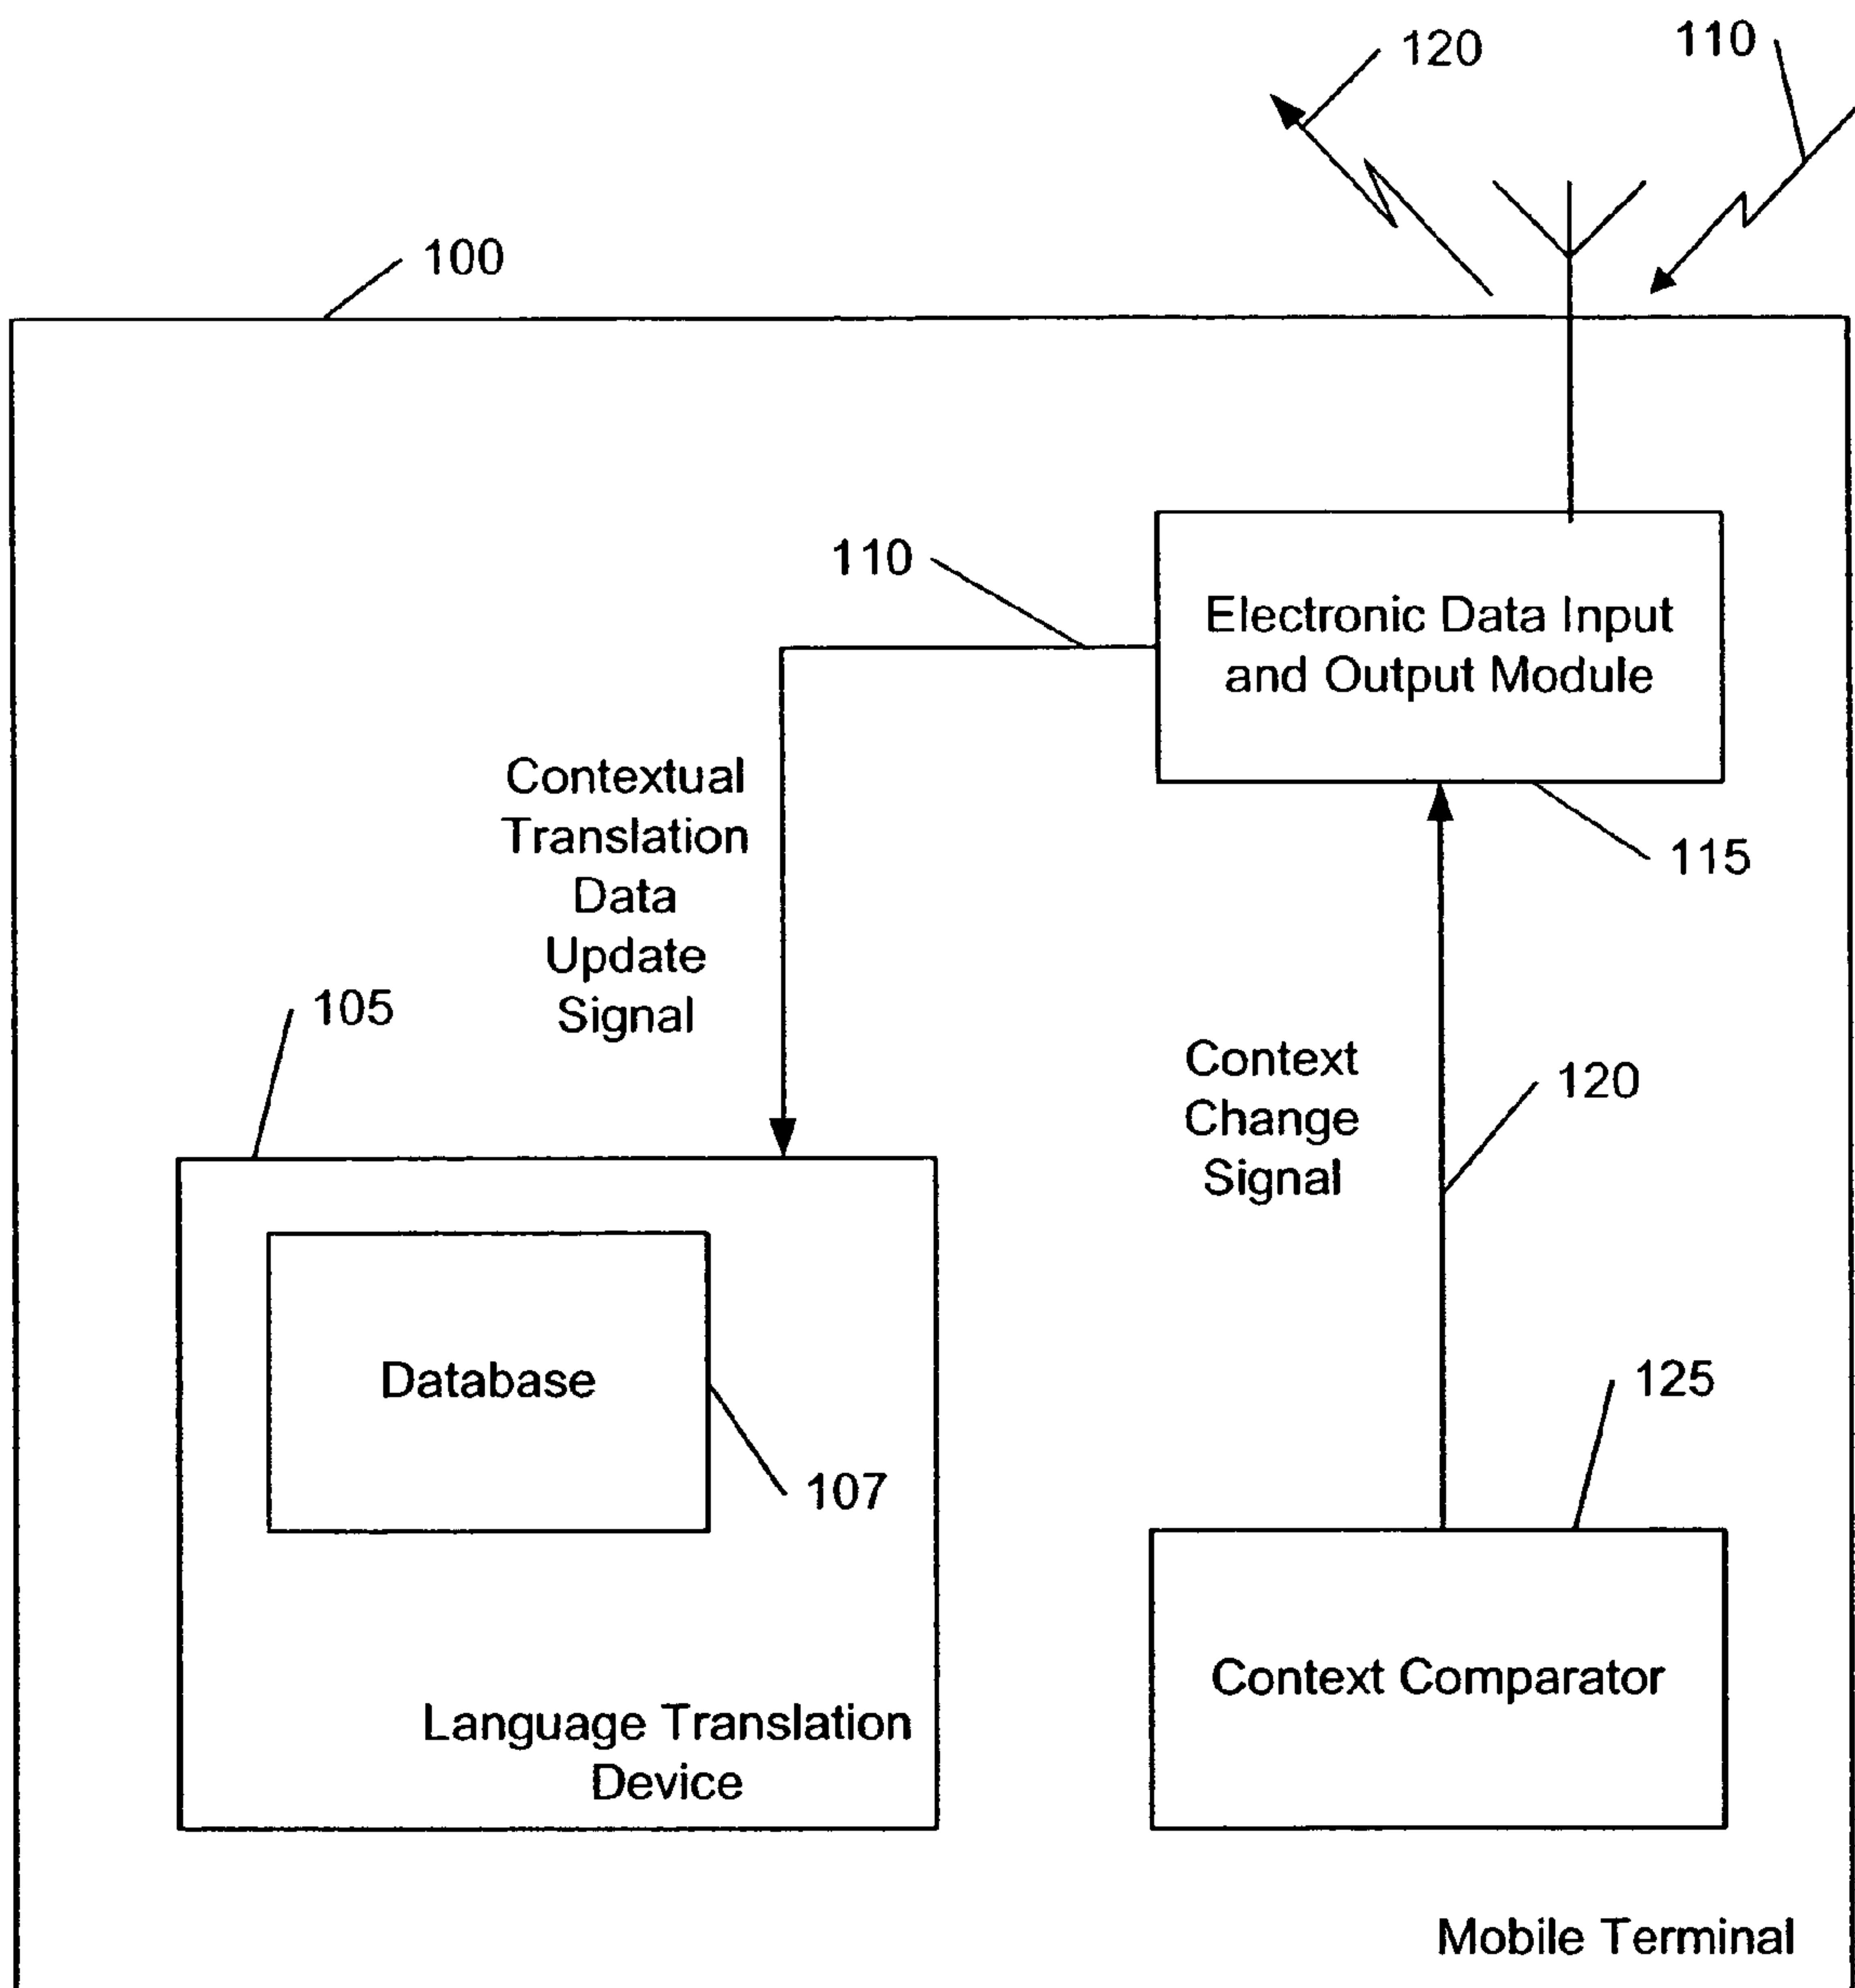 120
110
100
110
Electronic Data Input
and Output Module
115
Contextual
Translation
Data
Update
Signal
105
Context
Change
Signal
120
Database
107
125
Context Comparator
Language Translation
Device
Mobile Terminal